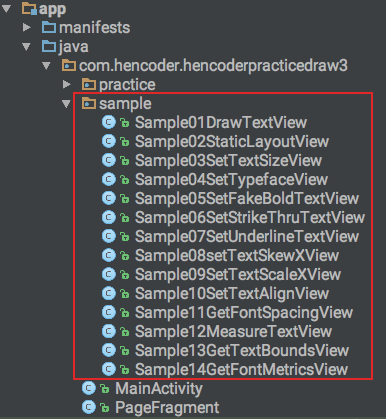 app
manifests
java
com.hencoder.hencoderpracticedraw3
practice
sample
Sample01DrawTextView
Sample02StaticLayoutView
Sample03SetTextSizeView
Sample04SetTypefaceView
Sample05SetFakeBoldTextView
Sample06SetStrikeThruTextView
Sample07SetUnderlineTextView
Sample08setTextSkewXView
Sample09SetTextScaleXView
Sample10SetTextAlignView
Sample11GetFontSpacingView
Sample12MeasureTextView
Sample13GetTextBoundsView
Sample14GetFontMetricsView
MainActivity
PageFragment